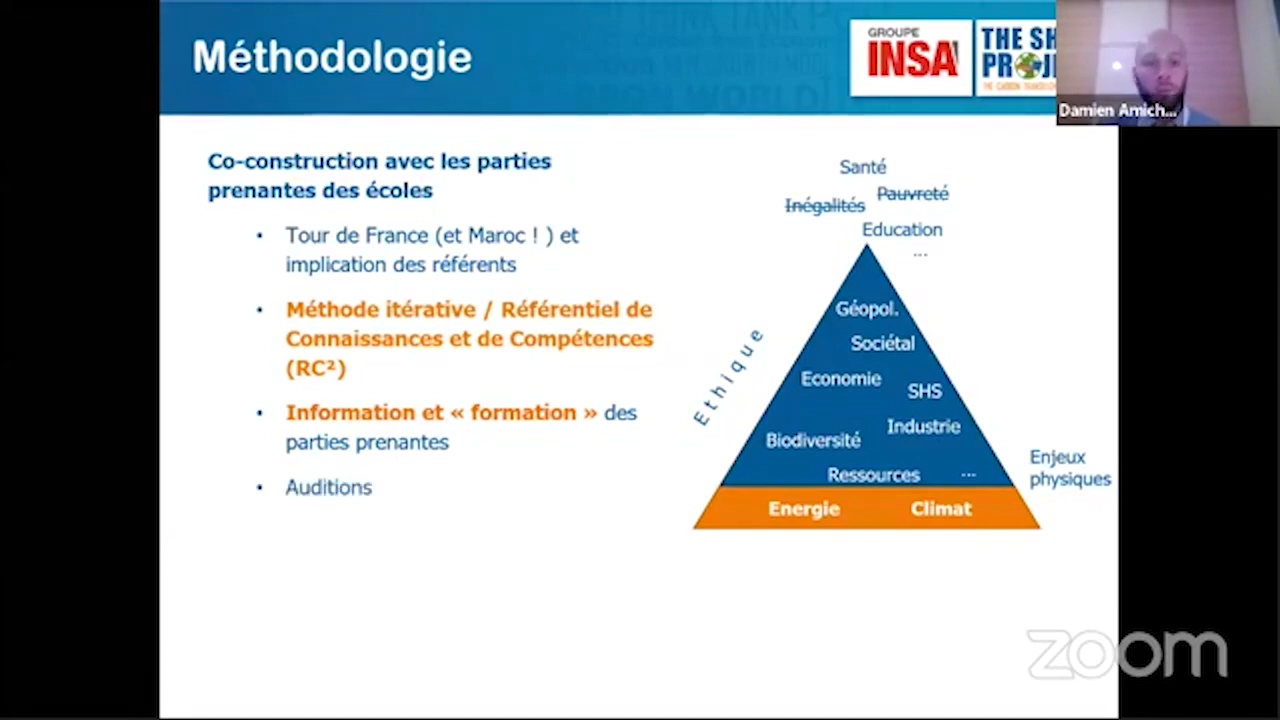 Méthodologie
GROUPE
INSA
THE SH
PROJE
Damien Amich...
Co-construction avec les parties
prenantes des écoles
• Tour de France (et Maroc ! ) et
implication des référents
• Méthode itérative / Référentiel de
Connaissances et de Compétences
(RC²)
• Information et « formation » des
parties prenantes
• Auditions
Santé
Pauvreté
Inégalités
Education
...
Ethique
Géopol.
Sociétal
Economie
SHS
Industrie
Biodiversité
Ressources ...
Enjeux
physiques
Energie Climat
zoom